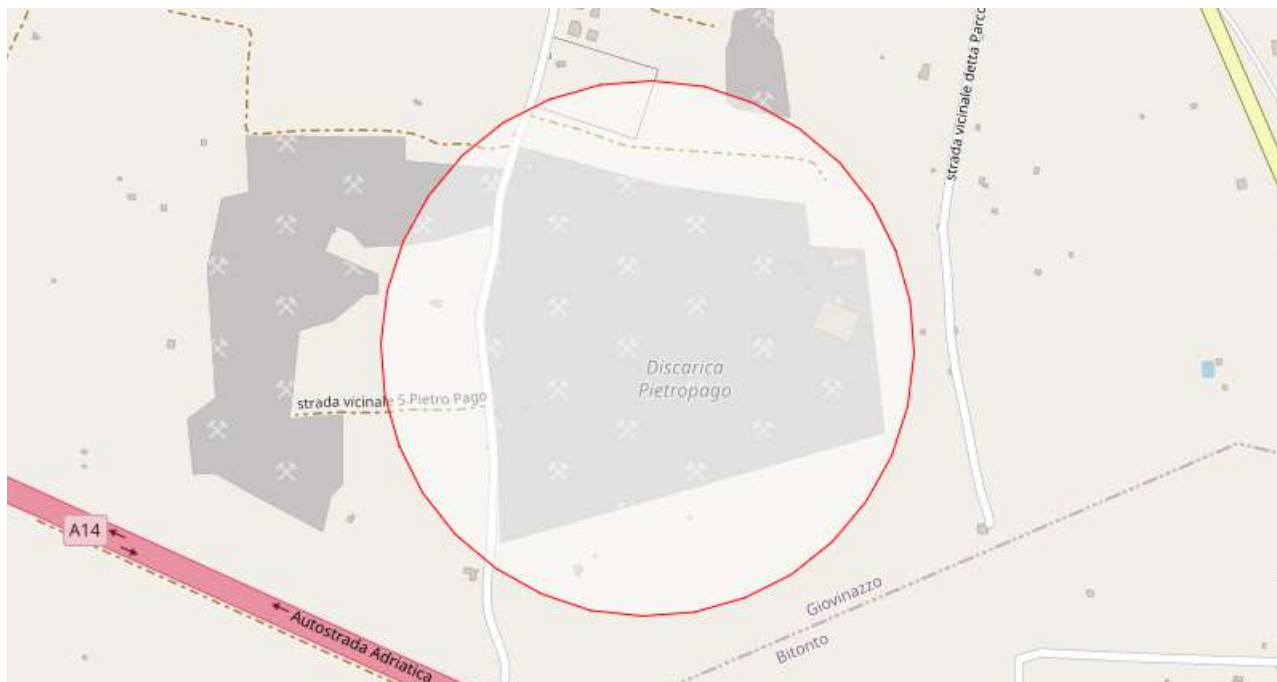 strada vicinale detta Parco
Discarica
Pietropago
strada vicinale S.Pietro Pago
A14
Autostrada Adriatica
Giovinazzo
Bitonto